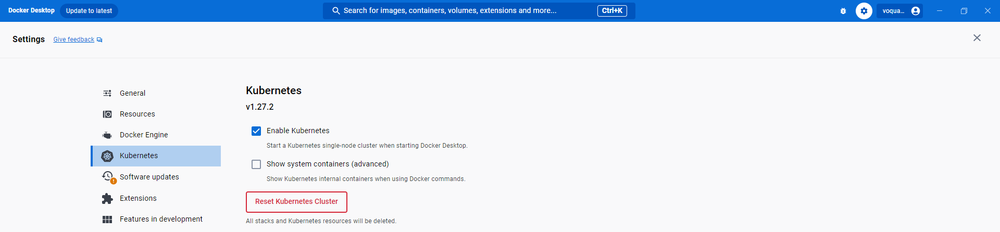 Docker Desktop Update to latest Search for images, containers, volumes, extensions and more... Ctrl+K voqua...
Settings Give feedback
General
Resources
Docker Engine
Kubernetes
Software updates
Extensions
Features in development
Kubernetes
v1.27.2
Enable Kubernetes
Start a Kubernetes single-node cluster when starting Docker Desktop.
Show system containers (advanced)
Show Kubernetes internal containers when using Docker commands.
Reset Kubernetes Cluster
All stacks and Kubernetes resources will be deleted.